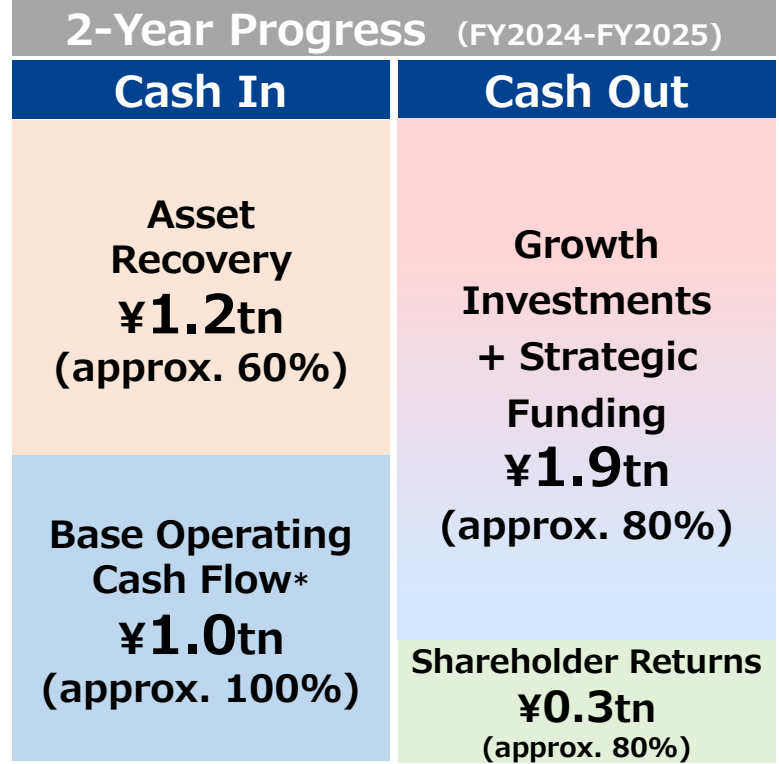 2-Year Progress (FY2024-FY2025)
Cash In
Asset
Recovery
¥1.2tn
(approx. 60%)
Base Operating
Cash Flow*
¥1.0tn
(approx. 100%)
Cash Out
Growth
Investments
+ Strategic
Funding
¥1.9tn
(approx. 80%)
Shareholder Returns
¥0.3tn
(approx. 80%)